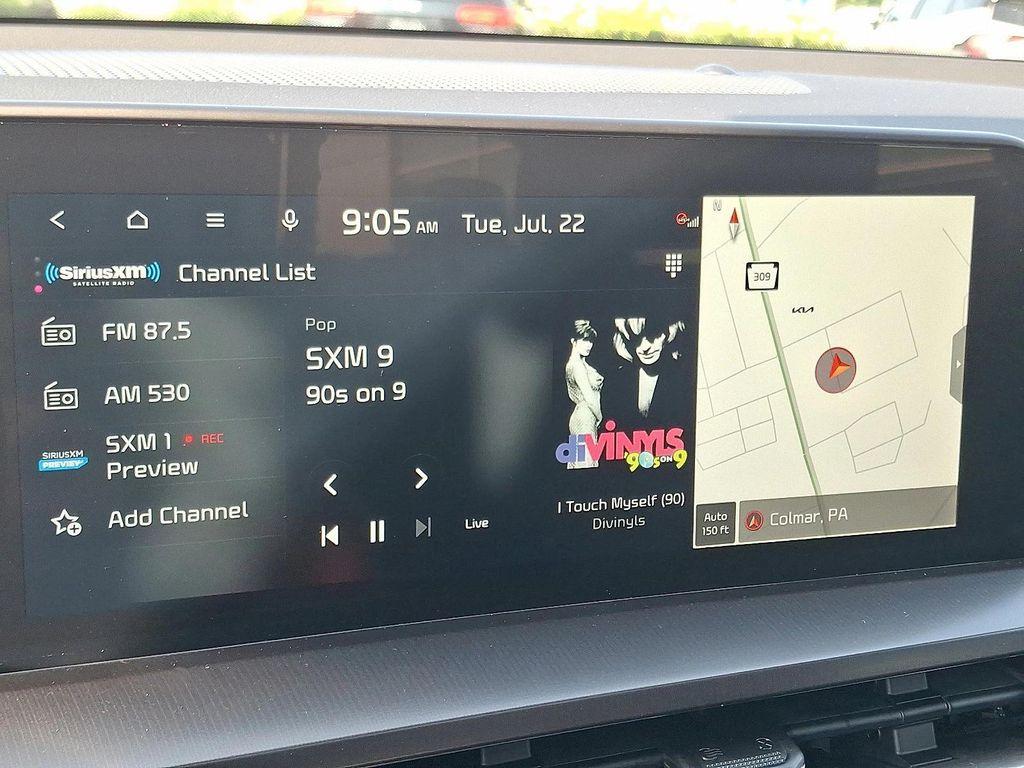 9:05 AM Tue, Jul, 22
SiriusXM
SATELLITE RADIO
Channel List
FM 87.5
AM 530
SIRIUSXM
PREVIEW
SXM 1 REC
Preview
Add Channel
Pop
SXM 9
90s on 9
Live
diVINYLS
'90s ON 9
I Touch Myself (90)
Divinyls
N
309
KIA
Auto
150 ft
Colmar, PA